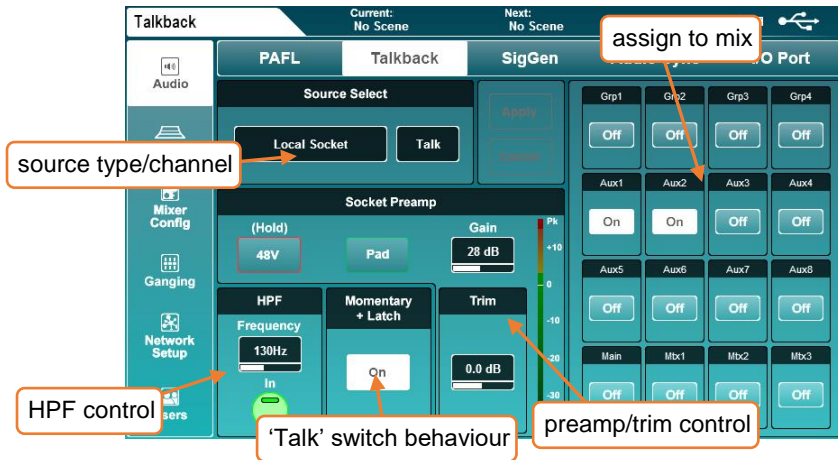 Talkback
Current:
No Scene
Next:
No Scene
assign to mix
Audio
PAFL
Talkback
SigGen
I/O Port
Source Select
Apply
Cancel
Local Socket
Talk
source type/channel
Grp1
Grp2
Grp3
Grp4
Off
Off
Off
Off
Mixer
Config
Socket Preamp
(Hold)
Gain
48V
Pad
28 dB
Pk
+10
0
-10
-20
-30
Aux1
Aux2
Aux3
Aux4
On
On
Off
Off
Ganging
HPF
Momentary
+ Latch
Trim
Aux5
Aux6
Aux7
Aux8
Off
Off
Off
Off
Network
Setup
Frequency
130Hz
In
On
0.0 dB
Main
Mtx1
Mtx2
Mtx3
Off
Off
Off
Off
HPF control
‘Talk’ switch behaviour
preamp/trim control